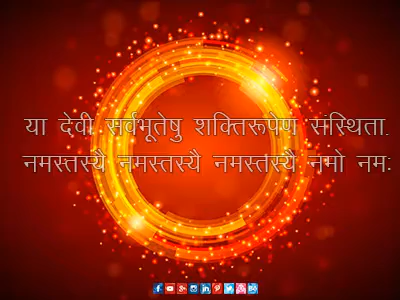 या देवी सर्वभूतेषु शक्तिरूपेण संस्थिता.
नमस्तस्यै नमस्तस्यै नमस्तस्यै नमो नम: